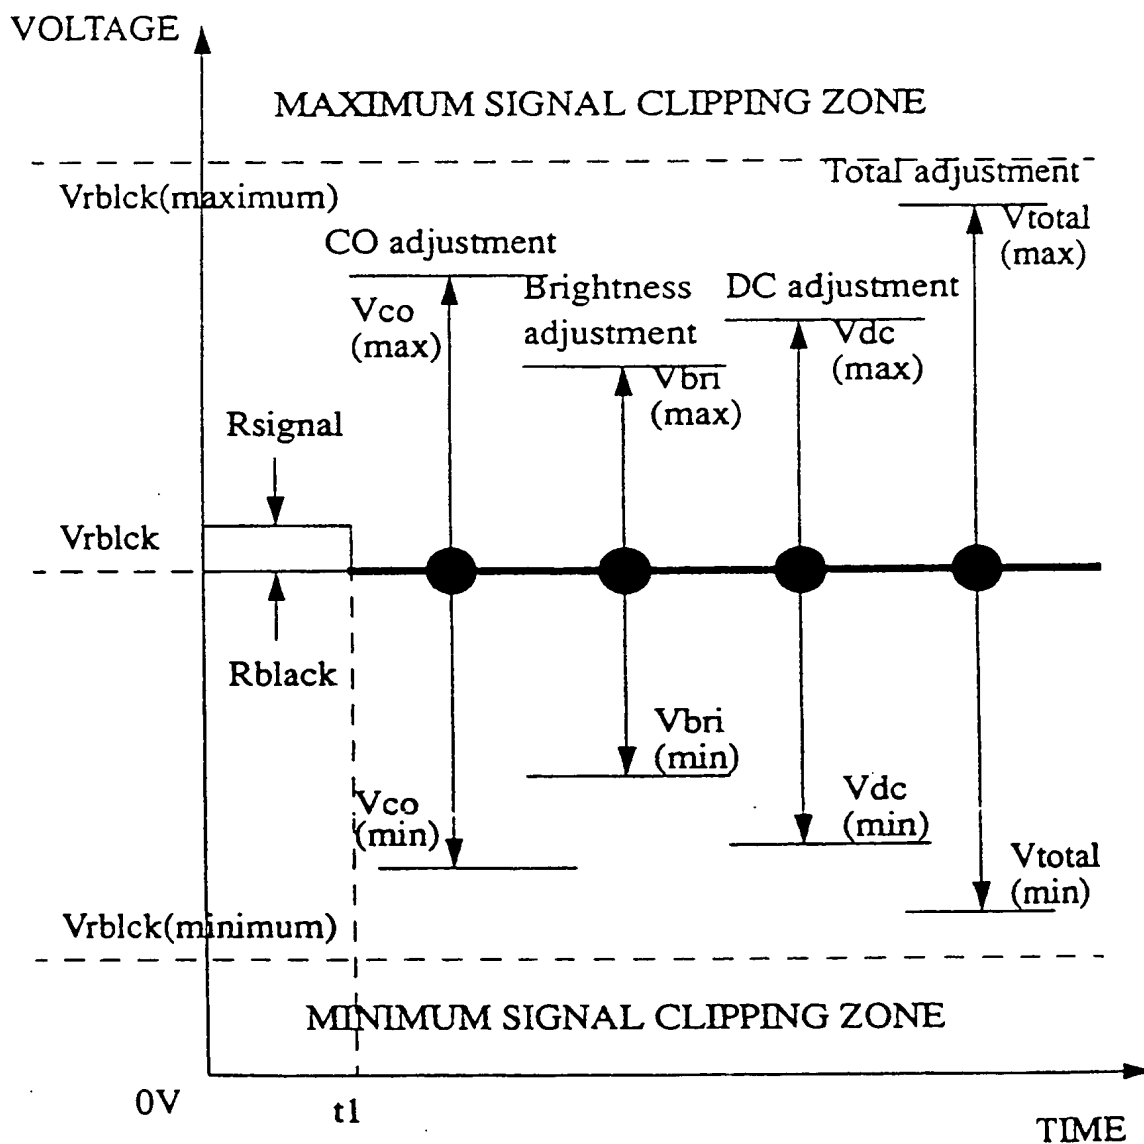 VOLTAGE
MAXIMUM SIGNAL CLIPPING ZONE
Vrblck(maximum)
Total adjustment
Vtotal
(max)
CO adjustment
Vco
(max)
Brightness
adjustment
Vbri
(max)
DC adjustment
Vdc
(max)
Rsignal
Vrblck
Rblack
Vbri
(min)
Vco
(min)
Vdc
(min)
Vtotal
(min)
Vrblck(minimum)
MINIMUM SIGNAL CLIPPING ZONE
0V
t1
TIME